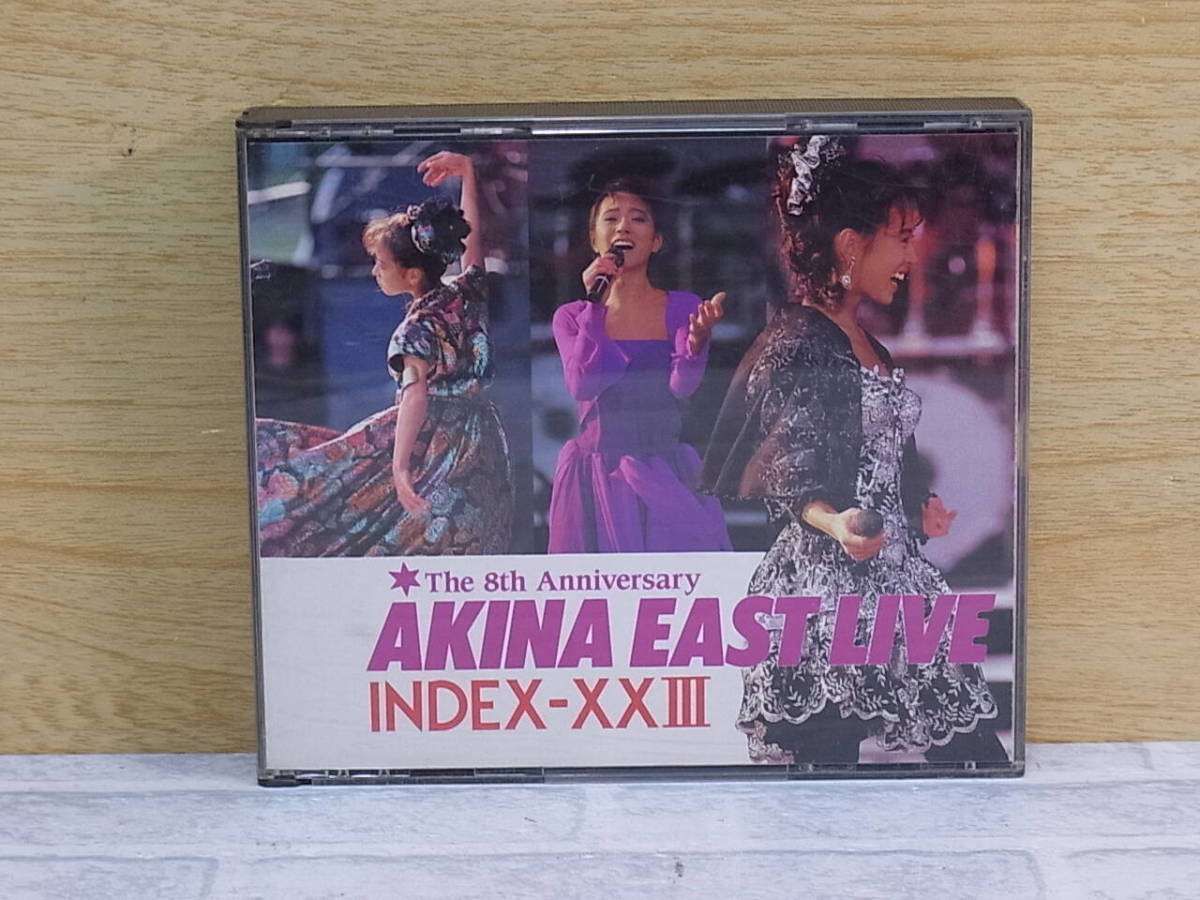 The 8th Anniversary
AKINA EAST LIVE
INDEX-XXIII